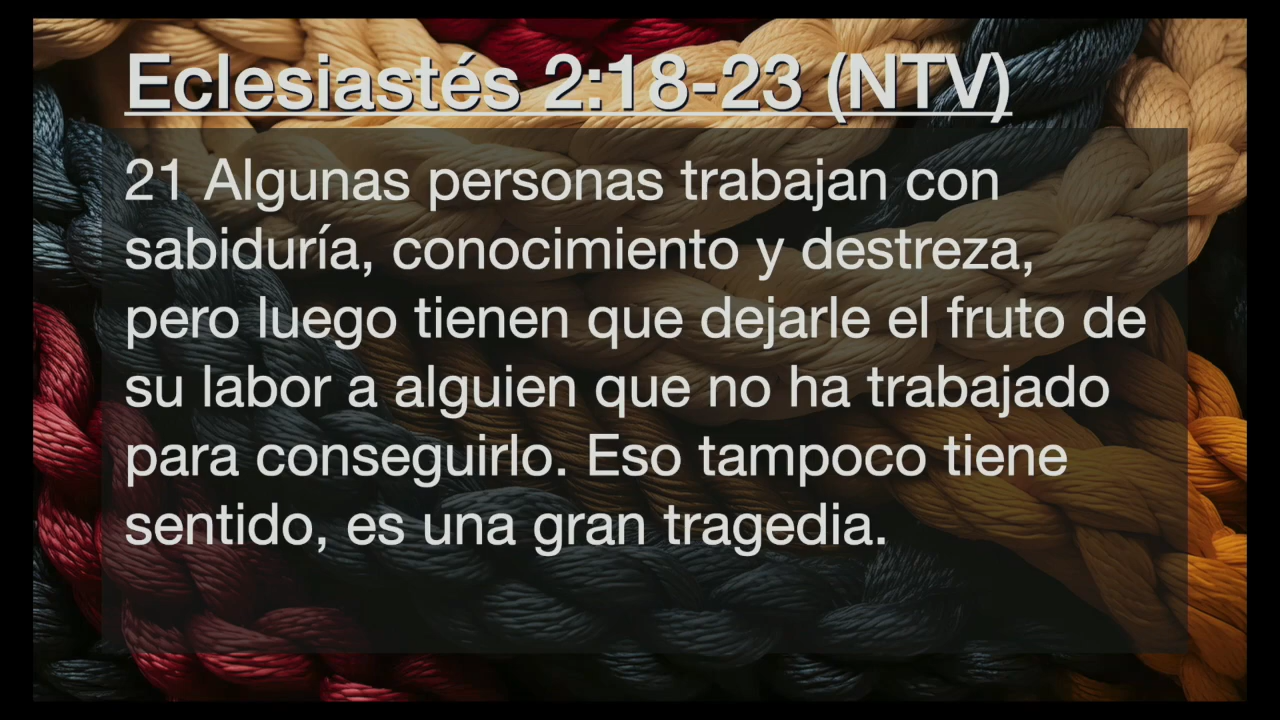 Eclesiastés 2:18-23 (NTV)
21 Algunas personas trabajan con
sabiduría, conocimiento y destreza,
pero luego tienen que dejarle el fruto de
su labor a alguien que no ha trabajado
para conseguirlo. Eso tampoco tiene
sentido, es una gran tragedia.